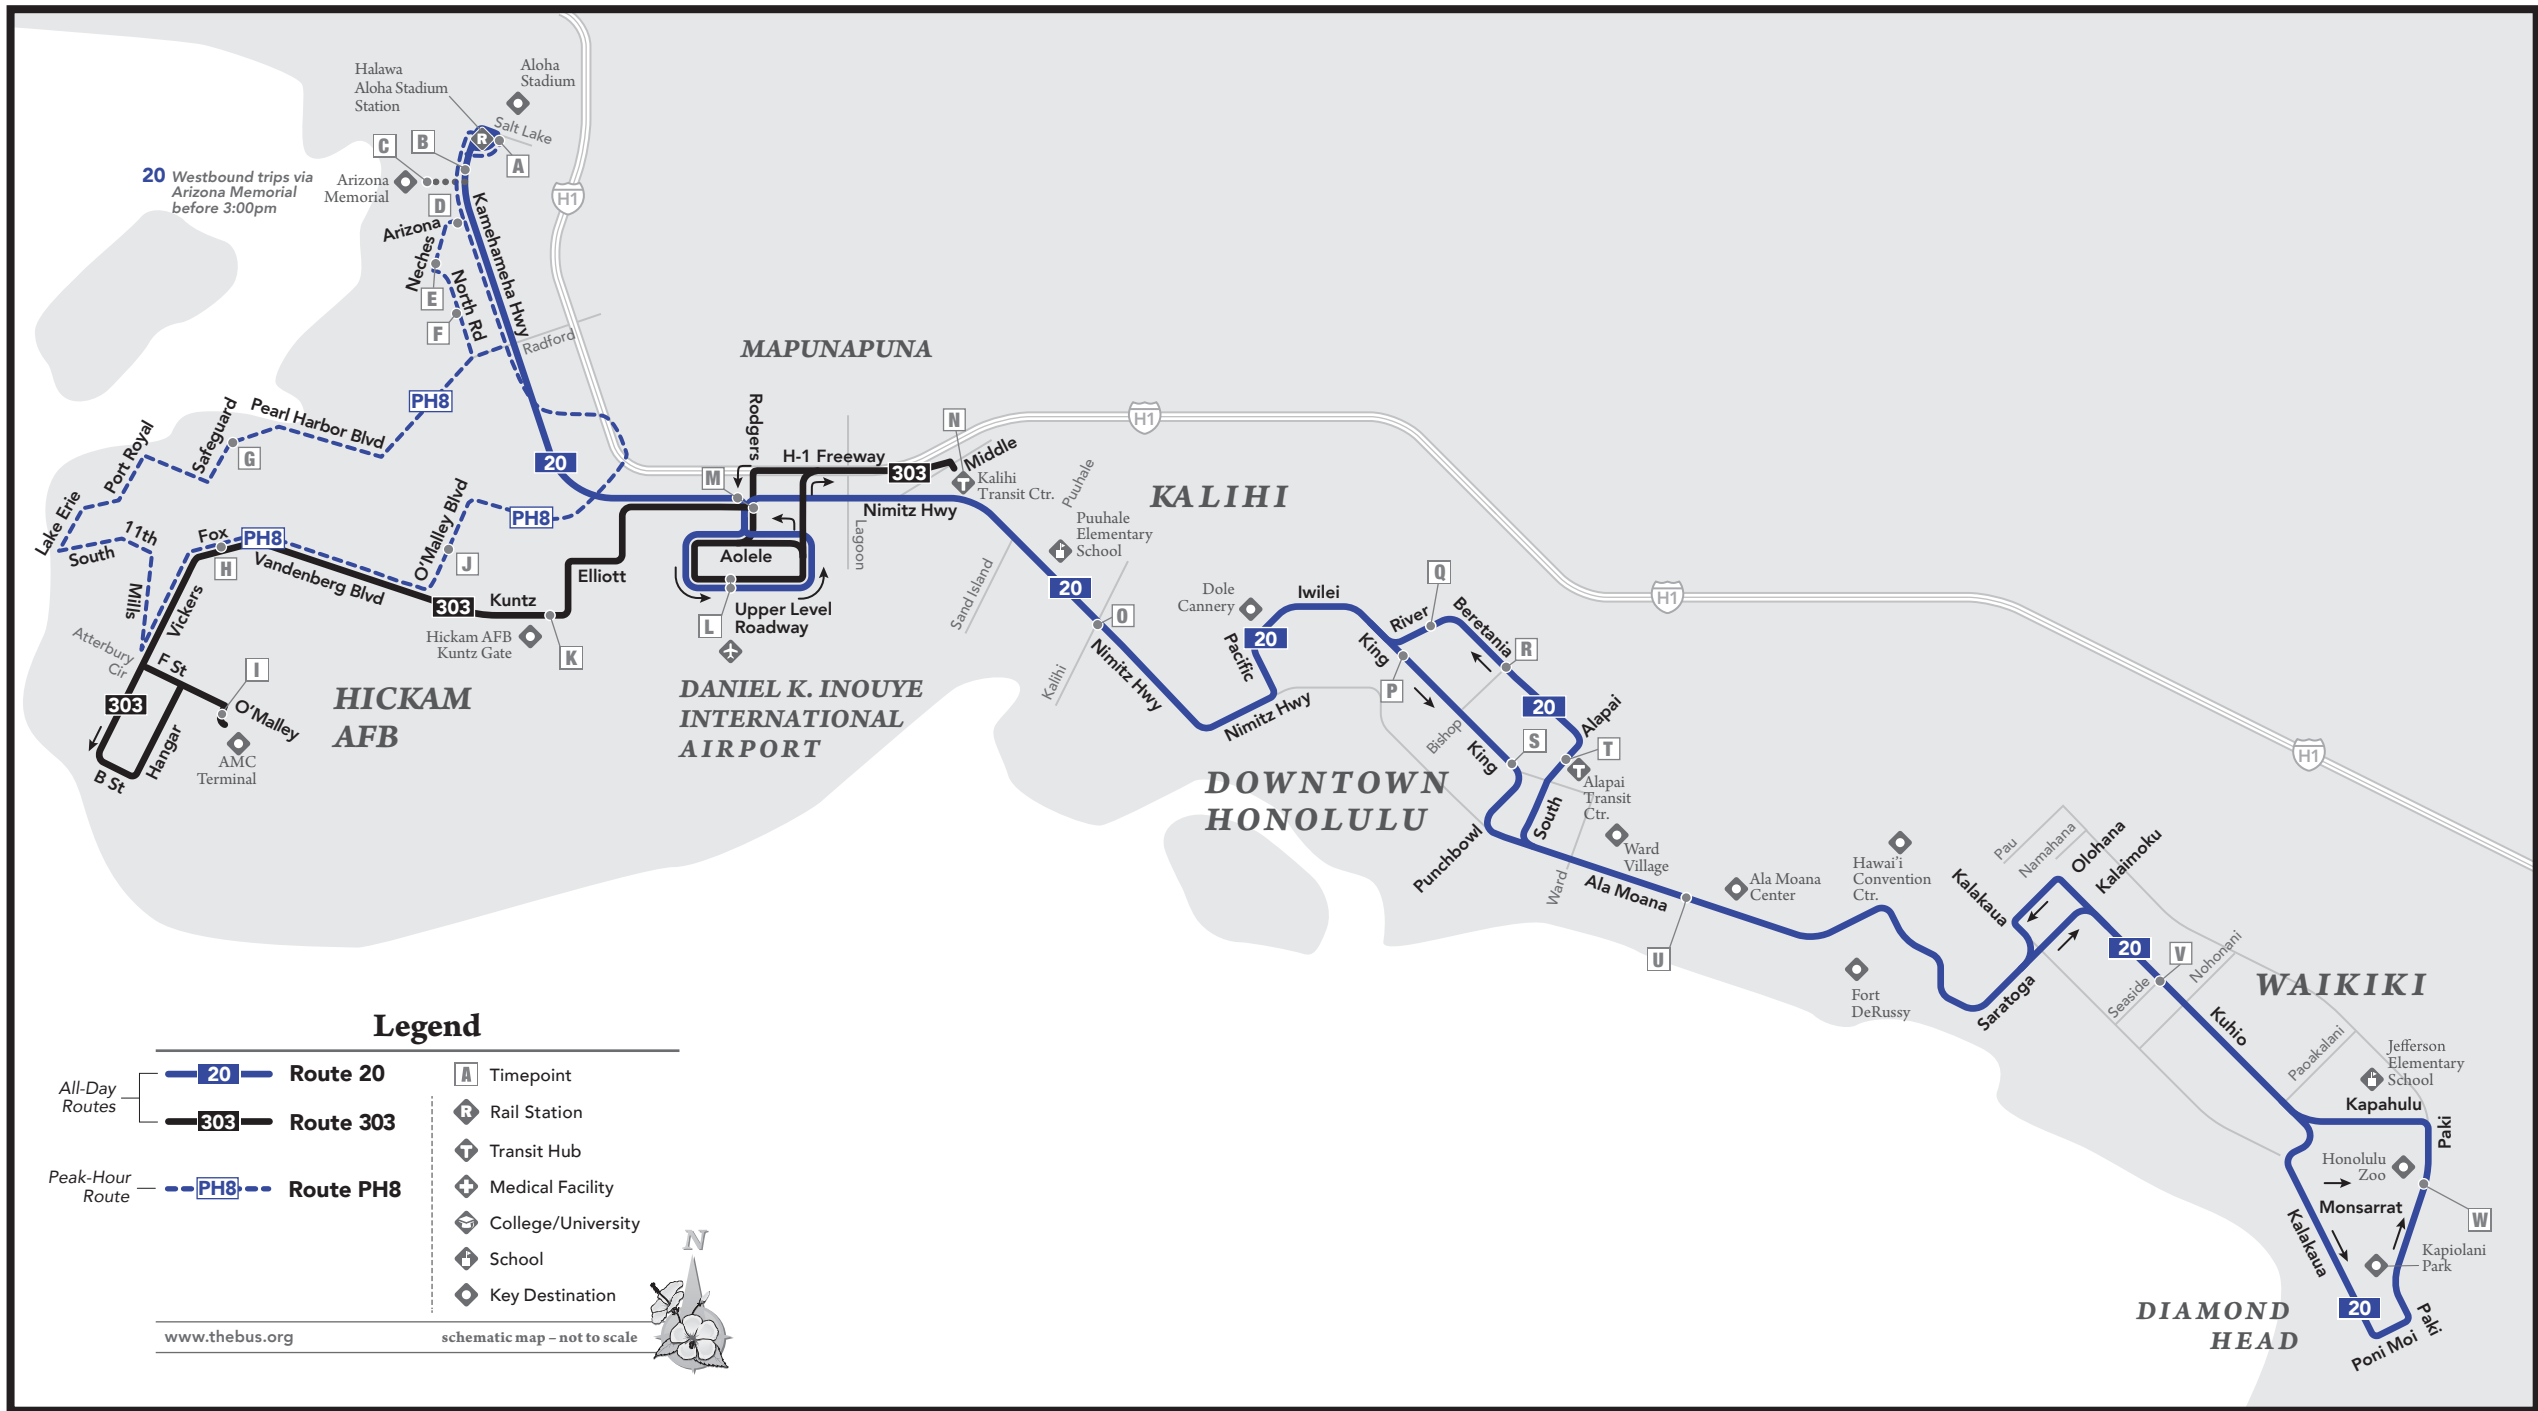 Halawa
Aloha Stadium
Station
Aloha
Stadium
Salt Lake
R
C
B
A
20 Westbound trips via
Arizona Memorial
before 3:00pm
Arizona
Memorial
H1
D
Arizona
Neches
E
F
North Rd
Kamehameha Hwy
Radford
PH8
Pearl Harbor Blvd
Safeguard
G
Port Royal
Lake Erie
South
11th
Mills
Fox
PH8
H
Vickers
Vandenberg Blvd
O'Malley Blvd
J
PH8
20
303
Kuntz
Elliott
Hickam AFB
Kuntz Gate
K
Atterbury
Cir
F St
I
303
O'Malley
AMC
Terminal
Hangar
B St
HICKAM
AFB
MAPUNAPUNA
Rodgers
M
H-1 Freeway
303
N
Middle
T
Kalihi
Transit Ctr.
Nimitz Hwy
Lagoon
Aolele
Upper Level
Roadway
L
DANIEL K. INOUYE
INTERNATIONAL
AIRPORT
H1
Puuhale
KALIHI
Puuhale
Elementary
School
Sand Island
20
O
Kalihi
Nimitz Hwy
Nimitz Hwy
Dole
Cannery
20
Pacific
Iwilei
King
River
Q
Beretania
R
P
20
Bishop
King
S
Alapai
T
T
Alapai
Transit
Ctr.
South
Punchbowl
DOWNTOWN
HONOLULU
H1
Ward
Village
Ward
Ala Moana
U
Ala Moana
Center
Hawai'i
Convention
Ctr.
Fort
DeRussy
Kalakaua
Saratoga
Pau
Namahana
Olohana
Kalaimoku
H1
20
V
Seaside
Nohonani
WAIKIKI
Kuhio
Paoakalani
Jefferson
Elementary
School
Kapahulu
Paki
Honolulu
Zoo
Monsarrat
W
Kalakaua
Kapiolani
Park
20
Paki
Poni Moi
DIAMOND
HEAD
Legend
All-Day
Routes
20 Route 20
303 Route 303
Peak-Hour
Route
PH8 Route PH8
A Timepoint
R Rail Station
T Transit Hub
Medical Facility
College/University
School
Key Destination
N
www.thebus.org
schematic map – not to scale